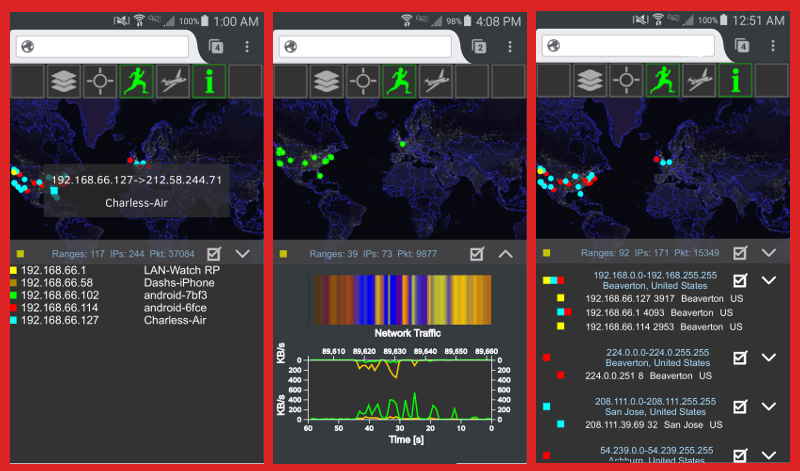 100% 1:00 AM
4
i
192.168.66.127->212.58.244.71
Charless-Air
Ranges: 117 IPs: 244 Pkt: 37084
192.168.66.1 LAN-Watch RP
192.168.66.58 Dashs-iPhone
192.168.66.102 android-7bf3
192.168.66.114 android-6fce
192.168.66.127 Charless-Air
98% 4:08 PM
2
Ranges: 39 IPs: 73 Pkt: 9877
Network Traffic
89,610 89,620 89,630 89,640 89,650 89,660
KB/s
0 0
200 200
400 400
600 600
400 400
200 200
0 0
KB/s
60 50 40 30 20 10 0
Time [s]
100% 12:51 AM
4
i
Ranges: 92 IPs: 171 Pkt: 15349
192.168.0.0-192.168.255.255
Beaverton, United States
192.168.66.127 3917 Beaverton US
192.168.66.1 4093 Beaverton US
192.168.66.114 2953 Beaverton US
224.0.0.0-224.0.255.255
Beaverton, United States
224.0.0.251 8 Beaverton US
208.111.0.0-208.111.255.255
San Jose, United States
208.111.39.69 32 San Jose US
54.239.0.0-54.239.255.255
Ashburn, United States